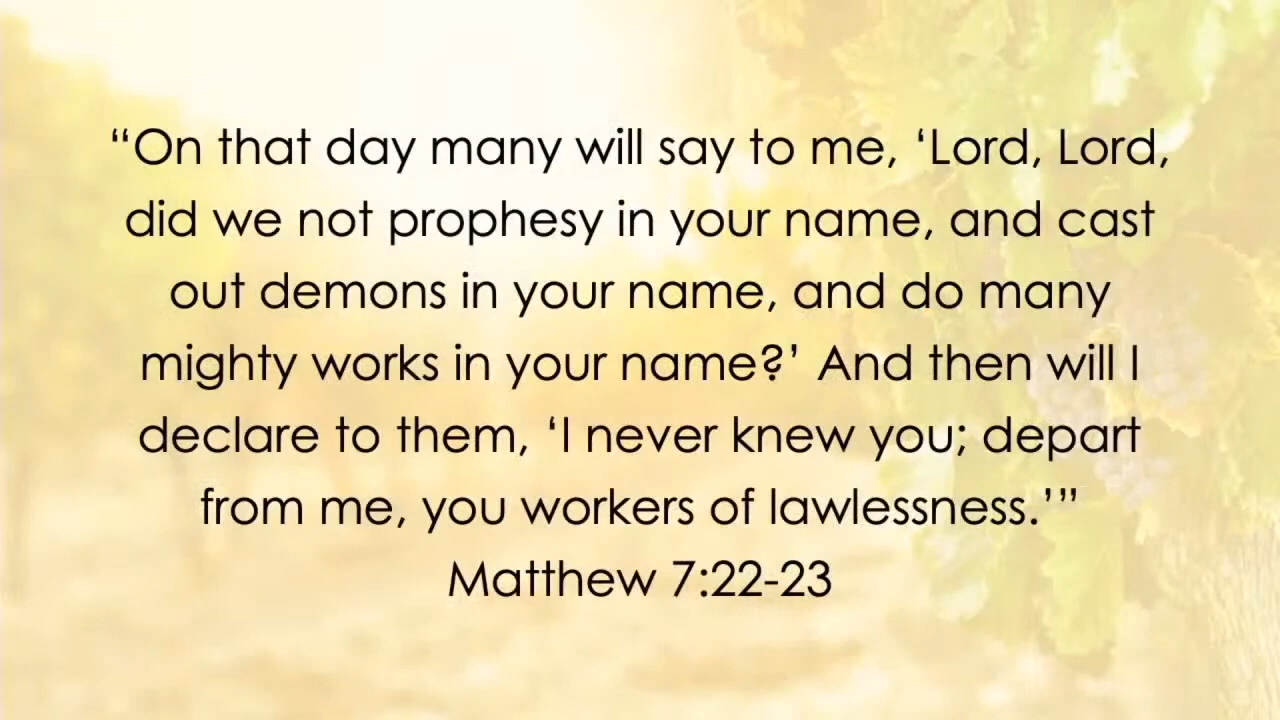 “On that day many will say to me, ‘Lord, Lord,
did we not prophesy in your name, and cast
out demons in your name, and do many
mighty works in your name?’ And then will I
declare to them, ‘I never knew you; depart
from me, you workers of lawlessness.’”
Matthew 7:22-23